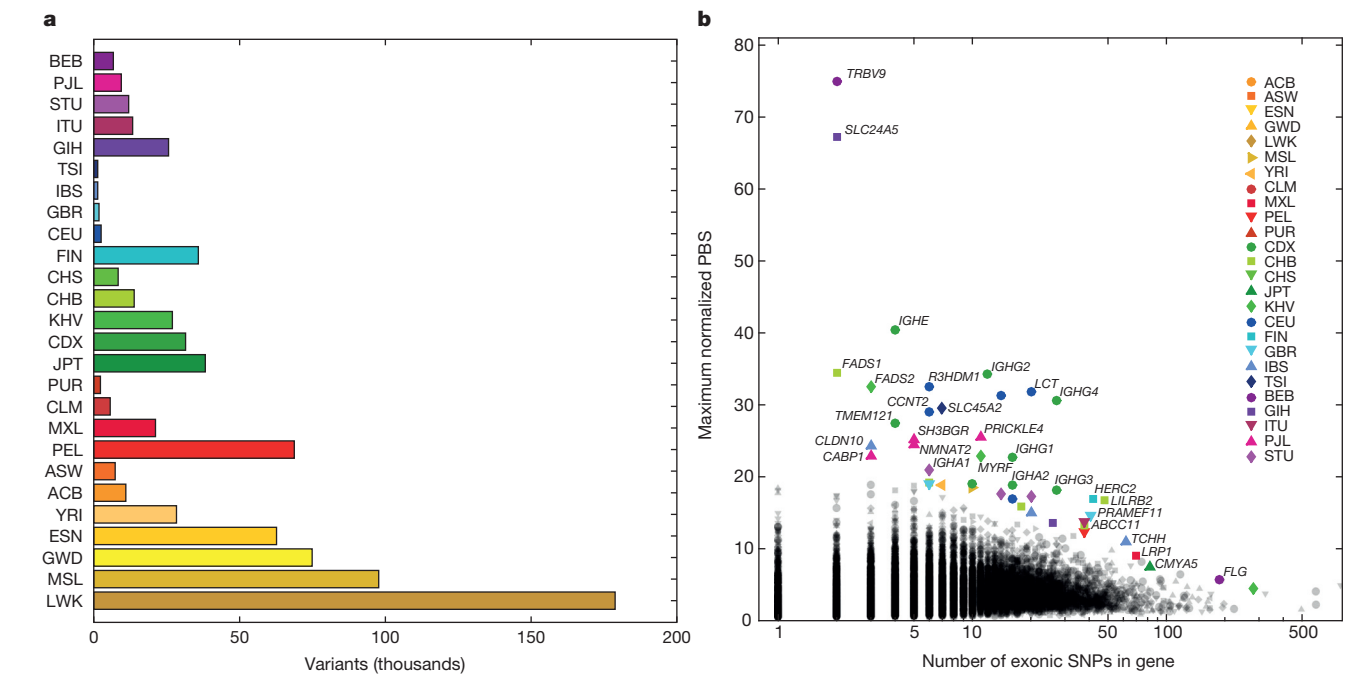 a
BEB
PJL
STU
ITU
GIH
TSI
IBS
GBR
CEU
FIN
CHS
CHB
KHV
CDX
JPT
PUR
CLM
MXL
PEL
ASW
ACB
YRI
ESN
GWD
MSL
LWK
0 50 100 150 200
Variants (thousands)
b
Maximum normalized PBS
80
70
60
50
40
30
20
10
0
1 5 10 50 100 500
Number of exonic SNPs in gene
TRBV9
SLC24A5
IGHE
FADS1
FADS2
R3HDM1
IGHG2
LCT
IGHG4
CCNT2
SLC45A2
TMEM121
SH3BGR
PRICKLE4
CLDN10
CABP1
NMNAT2
IGHG1
IGHA1
MYRF
IGHA2
IGHG3
HERC2
LILRB2
PRAMEF11
ABCC11
TCHH
LRP1
CMYA5
FLG
ACB
ASW
ESN
GWD
LWK
MSL
YRI
CLM
MXL
PEL
PUR
CDX
CHB
CHS
JPT
KHV
CEU
FIN
GBR
IBS
TSI
BEB
GIH
ITU
PJL
STU